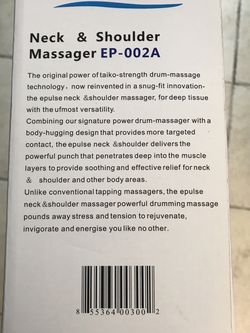 Neck & Shoulder
Massager EP-002A
The original power of taiko-strength drum-massage
technology, now reinvented in a snug-fit innovation-
the epulse neck &shoulder massager, for deep tissue
with the ufmost versatility.
Combining our signature power drum-massager with a
body-hugging design that provides more targeted
contact, the epulse neck &shoulder delivers the
powerful punch that penetrates deep into the muscle
layers to provide soothing and effective relief for neck
& shoulder and other body areas.
Unlike conventional tapping massagers, the epulse
neck &shoulder massager powerful drumming massage
pounds away stress and tension to rejuvenate,
invigorate and energise you like no other.
8 55364 00300 2